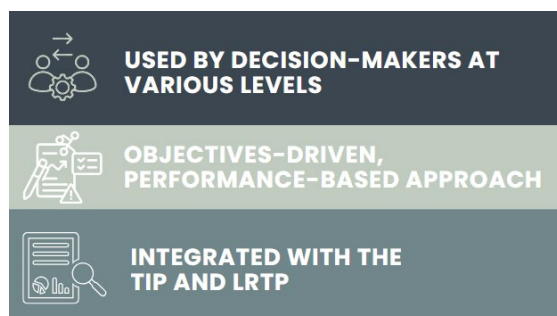 USED BY DECISION-MAKERS AT
VARIOUS LEVELS
OBJECTIVES-DRIVEN,
PERFORMANCE-BASED APPROACH
INTEGRATED WITH THE
TIP AND LRTP